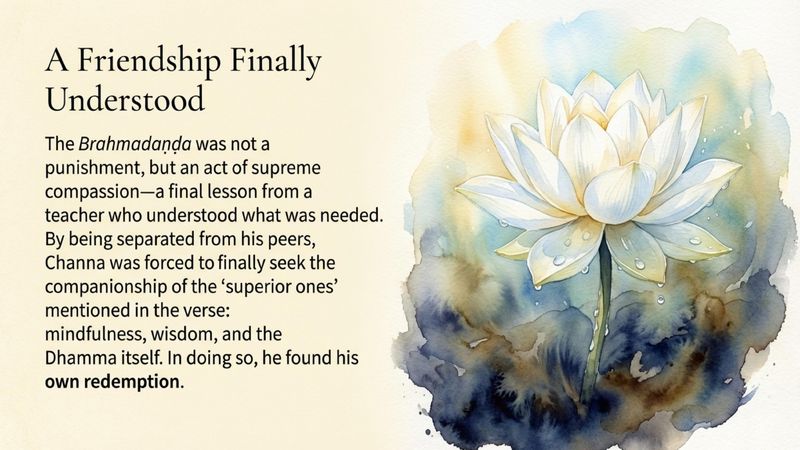 A Friendship Finally
Understood
The Brahmadaṇḍa was not a
punishment, but an act of supreme
compassion—a final lesson from a
teacher who understood what was needed.
By being separated from his peers,
Channa was forced to finally seek the
companionship of the ‘superior ones’
mentioned in the verse:
mindfulness, wisdom, and the
Dhamma itself. In doing so, he found his
own redemption.